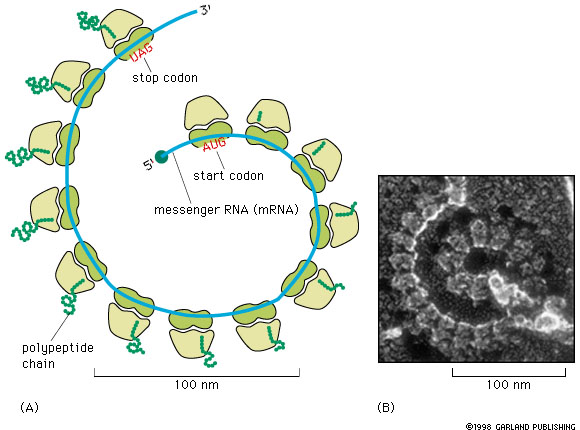 3'
UAG
stop codon
5'
AUG
start codon
messenger RNA (mRNA)
polypeptide
chain
100 nm
100 nm
(A)
(B)
©1998 GARLAND PUBLISHING